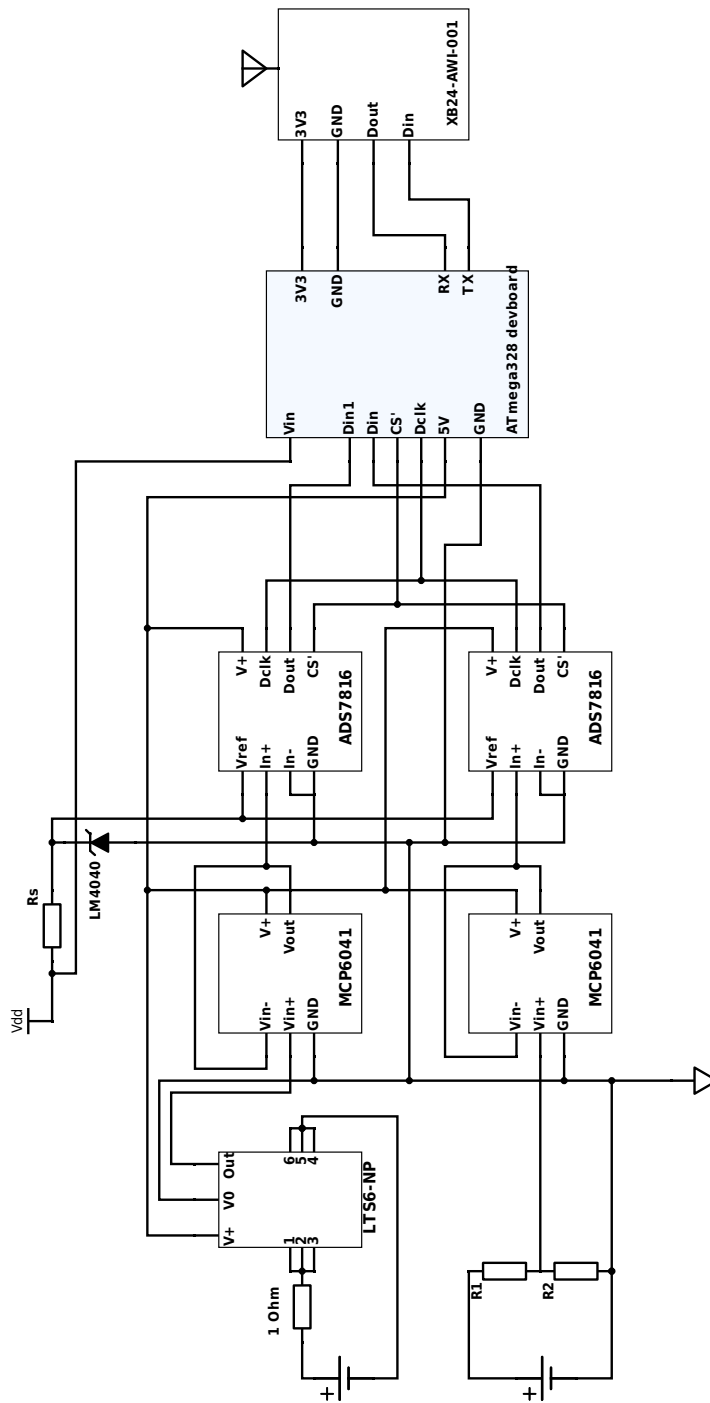 XB24-AWI-001
3V3
GND
Dout
Din
3V3
GND
RX
TX
ATmega328 devboard
Vin
Din1
Din
CS'
Dclk
5V
GND
V+
Dclk
Dout
CS'
ADS7816
Vref
In+
In-
GND
V+
Dclk
Dout
CS'
ADS7816
Vref
In+
In-
GND
Rs
LM4040
Vdd
V+
Vout
MCP6041
Vin-
Vin+
GND
V+
Vout
MCP6041
Vin-
Vin+
GND
Out
V0
V+
6
5
4
LTS6-NP
1
2
3
1 Ohm
+
R1
R2
+